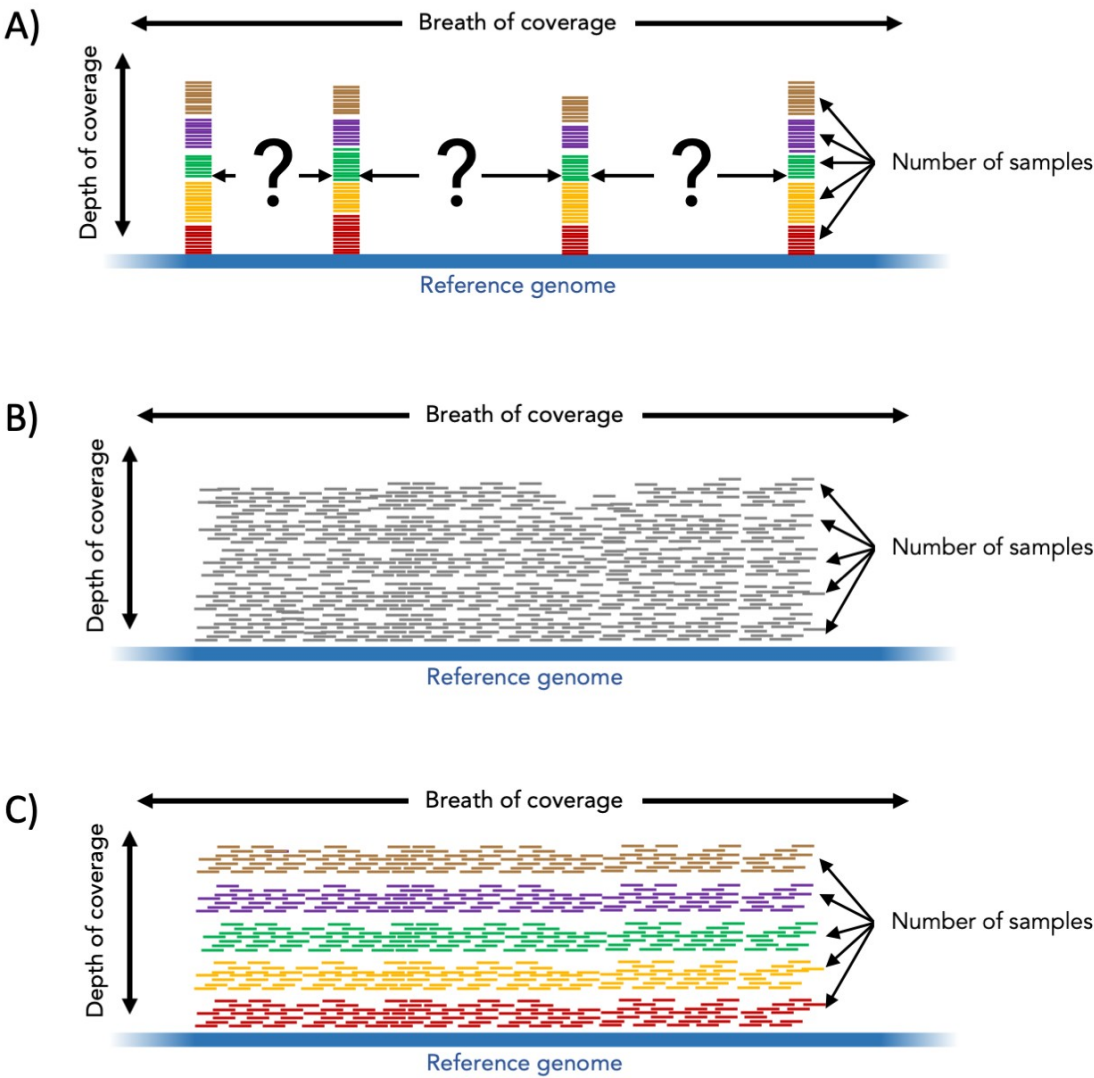 A)
Breath of coverage
Depth of coverage
? ? ?
Number of samples
Reference genome
B)
Breath of coverage
Depth of coverage
Number of samples
Reference genome
C)
Breath of coverage
Depth of coverage
Number of samples
Reference genome